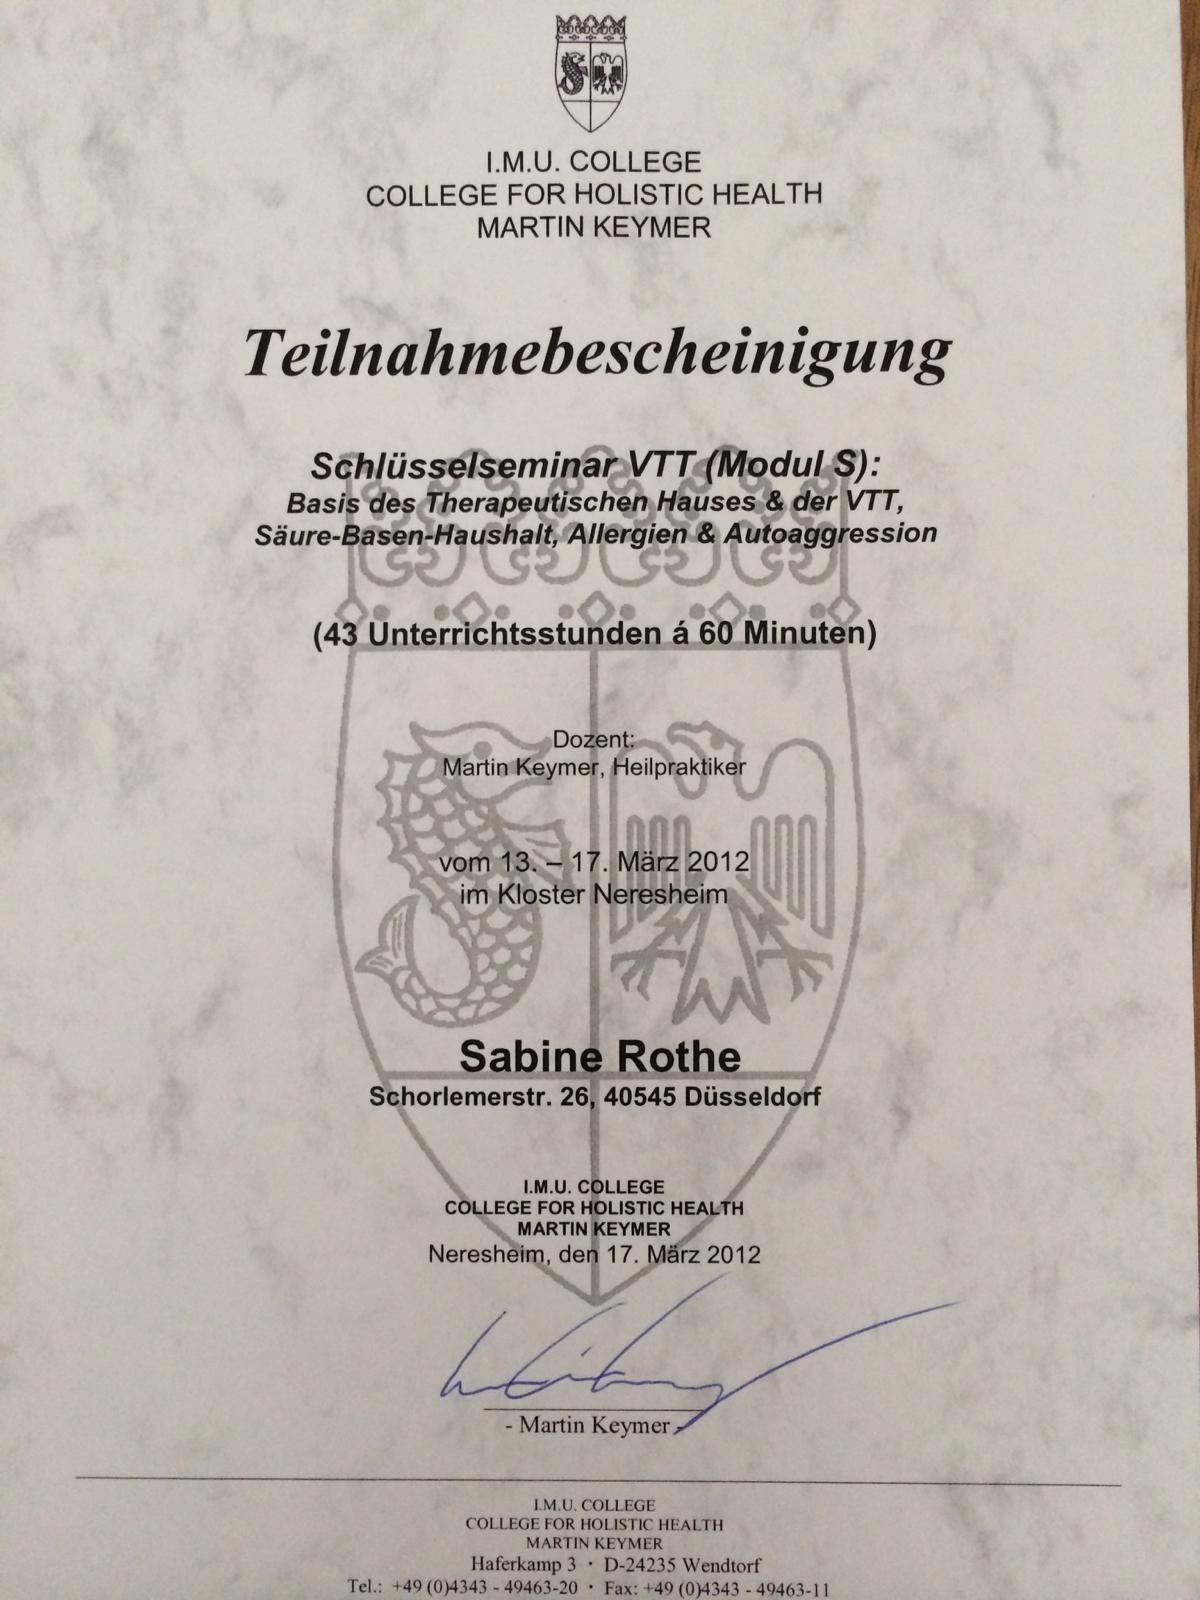 I.M.U. COLLEGE
COLLEGE FOR HOLISTIC HEALTH
MARTIN KEYMER
Teilnahmebescheinigung
Schlüsselseminar VTT (Modul S):
Basis des Therapeutischen Hauses & der VTT,
Säure-Basen-Haushalt, Allergien & Autoaggression
(43 Unterrichtsstunden á 60 Minuten)
Dozent:
Martin Keymer, Heilpraktiker
vom 13. – 17. März 2012
im Kloster Neresheim
Sabine Rothe
Schorlemerstr. 26, 40545 Düsseldorf
I.M.U. COLLEGE
COLLEGE FOR HOLISTIC HEALTH
MARTIN KEYMER
Neresheim, den 17. März 2012
- Martin Keymer -
I.M.U. COLLEGE
COLLEGE FOR HOLISTIC HEALTH
MARTIN KEYMER
Haferkamp 3 · D-24235 Wendtorf
Tel.: +49 (0)4343 - 49463-20 · Fax: +49 (0)4343 - 49463-11